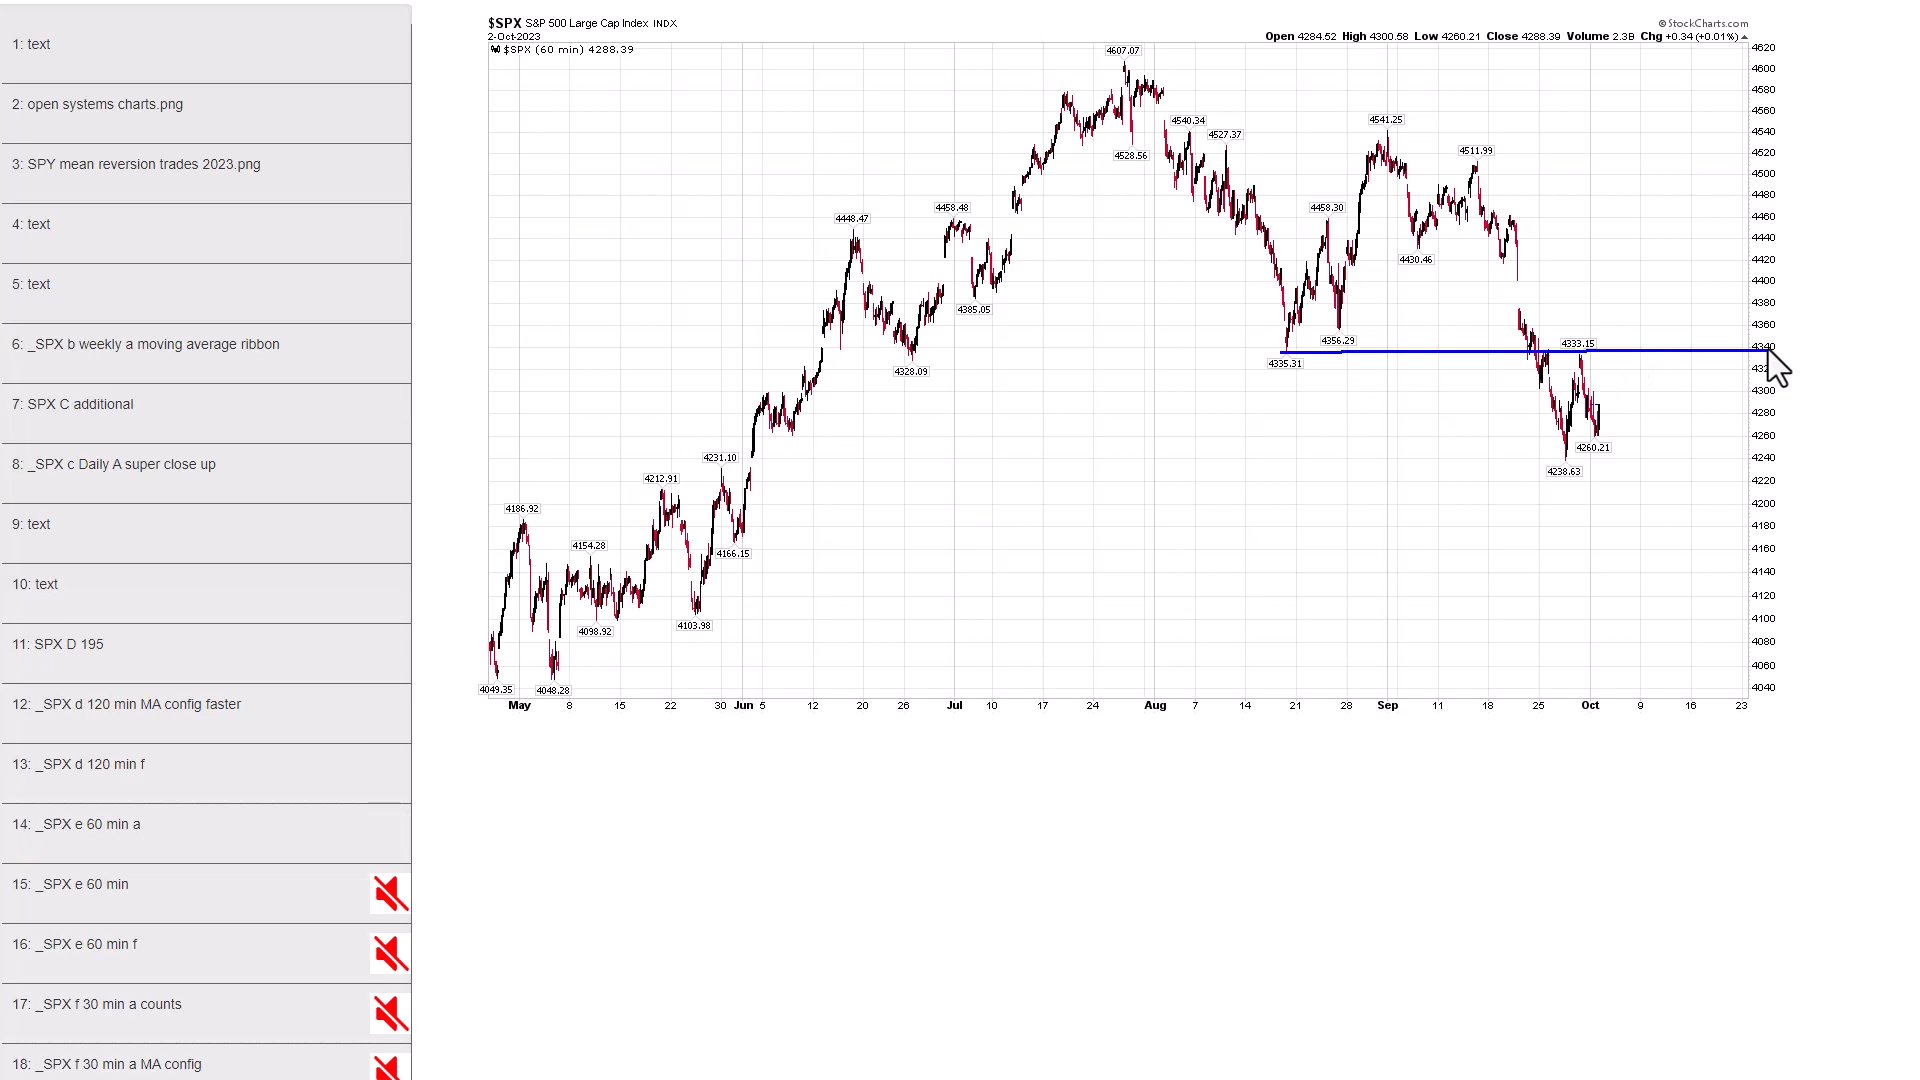 1: text
2: open systems charts.png
3: SPY mean reversion trades 2023.png
4: text
5: text
6: _SPX b weekly a moving average ribbon
7: SPX C additional
8: _SPX c Daily A super close up
9: text
10: text
11: SPX D 195
12: _SPX d 120 min MA config faster
13: _SPX d 120 min f
14: _SPX e 60 min a
15: _SPX e 60 min
16: _SPX e 60 min f
17: _SPX f 30 min a counts
18: _SPX f 30 min a MA config
$SPX S&P 500 Large Cap Index INDX
© StockCharts.com
2-Oct-2023
Open 4284.52 High 4300.58 Low 4260.21 Close 4288.39 Volume 2.3B Chg +0.34 (+0.01%)
$SPX (60 min) 4288.39
4607.07
4528.56
4540.34
4527.37
4541.25
4511.99
4448.47
4458.48
4458.30
4430.46
4385.05
4356.29
4333.15
4335.31
4328.09
4260.21
4238.63
4231.10
4212.91
4186.92
4166.15
4154.28
4103.98
4098.92
4049.35
4048.28
4620
4600
4580
4560
4540
4520
4500
4480
4460
4440
4420
4400
4380
4360
4340
4300
4280
4260
4240
4220
4200
4180
4160
4140
4120
4100
4080
4060
4040
May 8 15 22 30 Jun 5 12 20 26 Jul 10 17 24 Aug 7 14 21 28 Sep 11 18 25 Oct 9 16 23